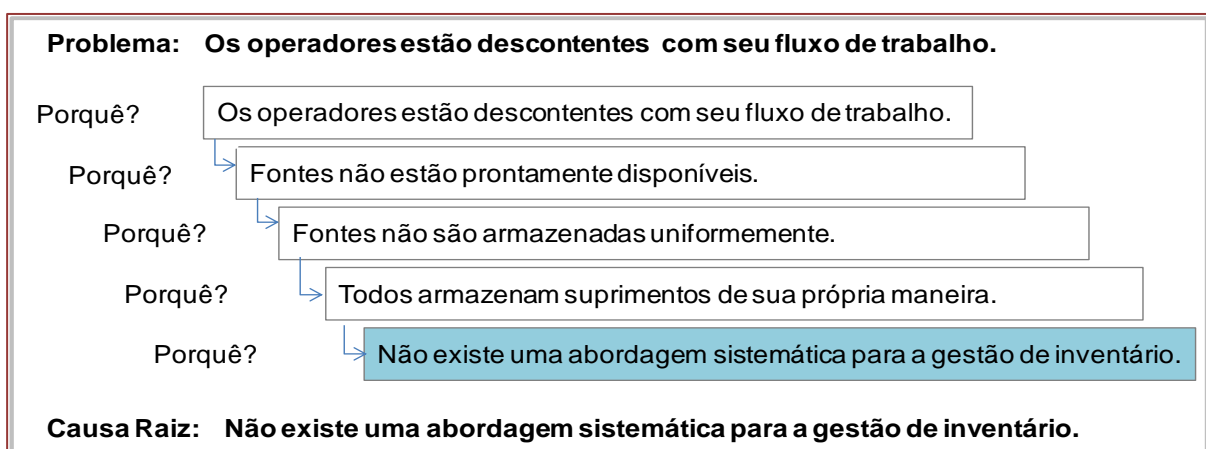 Problema: Os operadores estão descontentes com seu fluxo de trabalho.
Porquê? Os operadores estão descontentes com seu fluxo de trabalho.
Porquê? Fontes não estão prontamente disponíveis.
Porquê? Fontes não são armazenadas uniformemente.
Porquê? Todos armazenam suprimentos de sua própria maneira.
Porquê? Não existe uma abordagem sistemática para a gestão de inventário.
Causa Raiz: Não existe uma abordagem sistemática para a gestão de inventário.